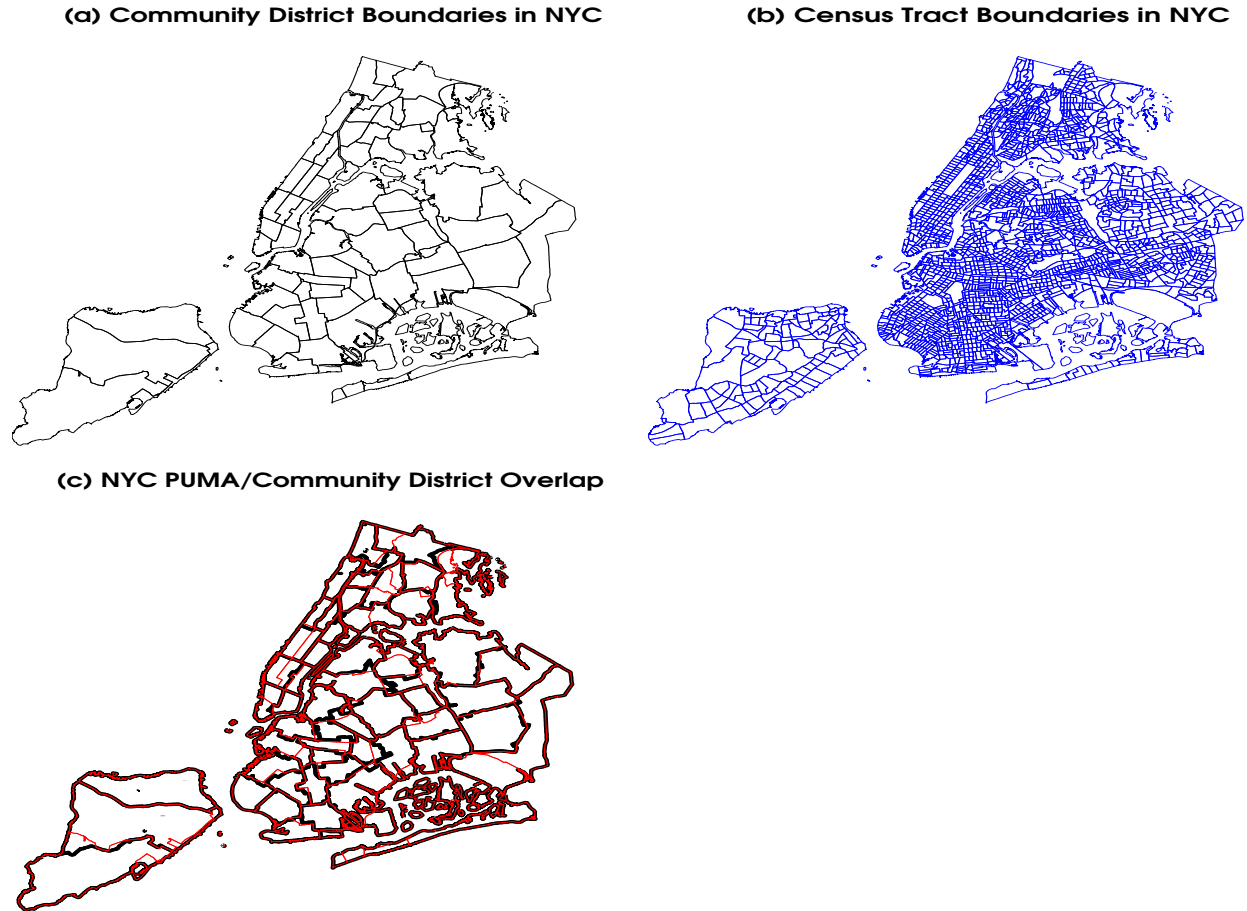 (a) Community District Boundaries in NYC
(b) Census Tract Boundaries in NYC
(c) NYC PUMA/Community District Overlap